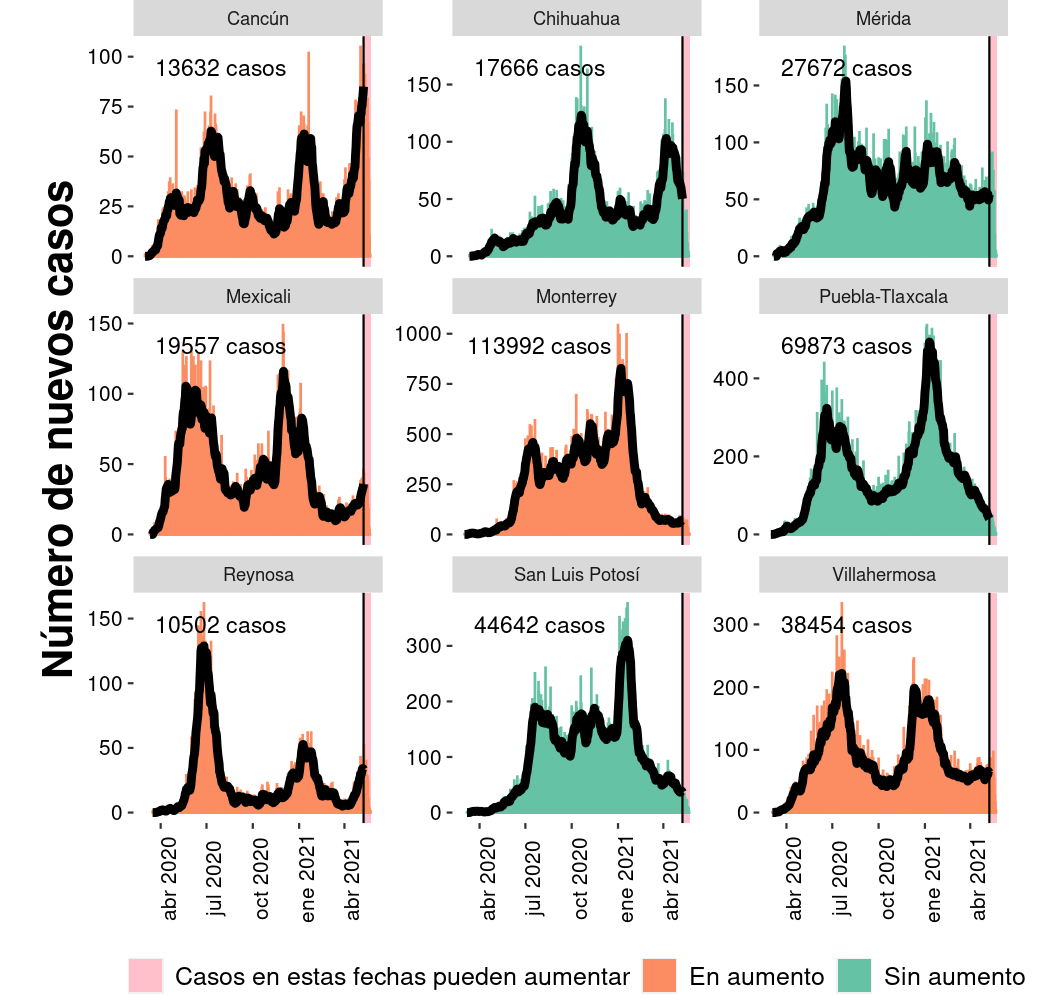 Número de nuevos casos
Cancún
Chihuahua
Mérida
100
75
50
25
0
13632 casos
150
100
50
0
17666 casos
150
100
50
0
27672 casos
Mexicali
Monterrey
Puebla-Tlaxcala
150
100
50
0
19557 casos
1000
750
500
250
0
113992 casos
400
200
0
69873 casos
Reynosa
San Luis Potosí
Villahermosa
150
100
50
0
10502 casos
300
200
100
0
44642 casos
300
200
100
0
38454 casos
abr 2020
jul 2020
oct 2020
ene 2021
abr 2021
abr 2020
jul 2020
oct 2020
ene 2021
abr 2021
abr 2020
jul 2020
oct 2020
ene 2021
abr 2021
Casos en estas fechas pueden aumentar
En aumento
Sin aumento